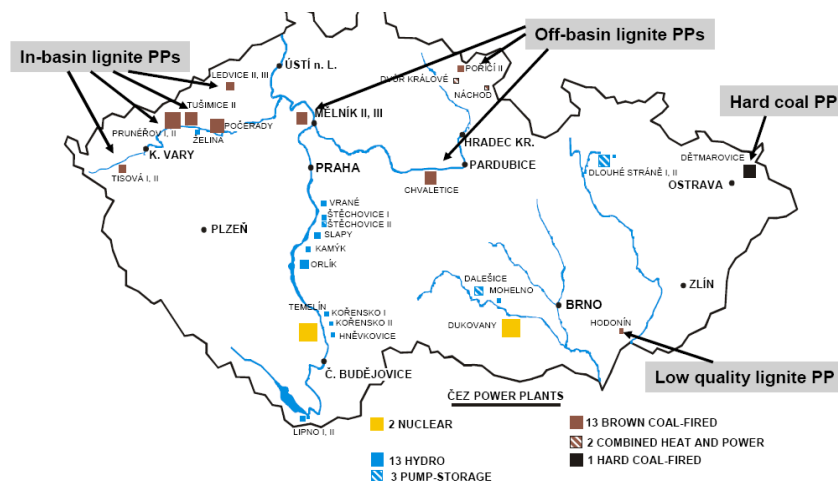 In-basin lignite PPs
Off-basin lignite PPs
Hard coal PP
Low quality lignite PP
LEDVICE II, III
ÚSTÍ n. L.
PORÍČÍ II
DVŮR KRÁLOVÉ
NÁCHOD
TUŠIMICE II
MĚLNÍK II, III
PRUNÉŘOV I, II
POČERADY
ŽELINA
HRADEC KR.
K. VARY
PARDUBICE
DĚTMAROVICE
PRAHA
DLOUHÉ STRÁNĚ I, II
TISOVÁ I, II
CHVALETICE
OSTRAVA
VRANÉ
ŠTĚCHOVICE I
ŠTĚCHOVICE II
PLZEŇ
SLAPY
KAMÝK
ORLÍK
DALEŠICE
MOHELNO
ZLÍN
TEMELÍN
KOŘENSKO I
KOŘENSKO II
HNĚVKOVICE
BRNO
DUKOVANY
HODONÍN
Č. BUDĚJOVICE
LIPNO I, II
ČEZ POWER PLANTS
2 NUCLEAR
13 HYDRO
3 PUMP-STORAGE
13 BROWN COAL-FIRED
2 COMBINED HEAT AND POWER
1 HARD COAL-FIRED